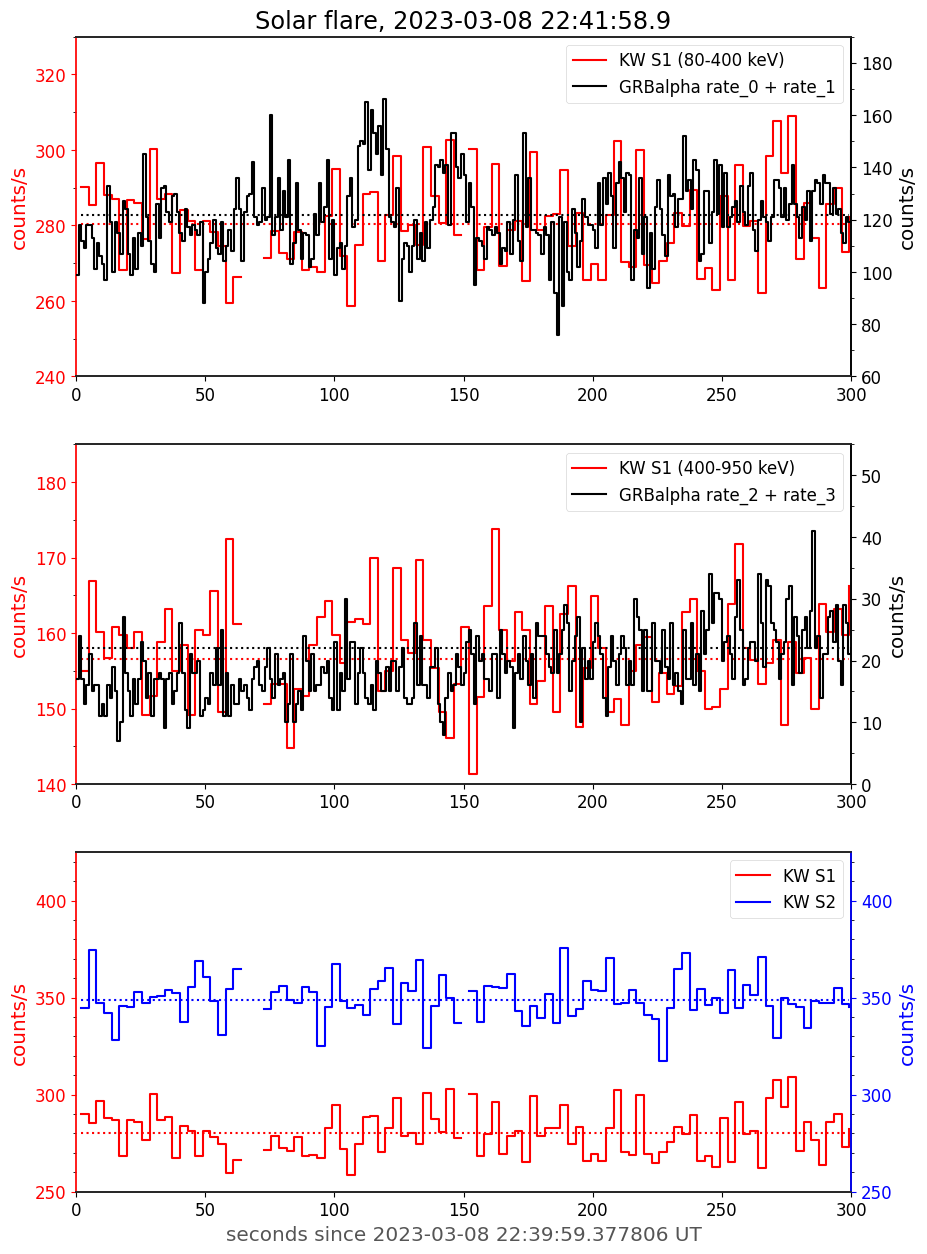 Solar flare, 2023-03-08 22:41:58.9
KW S1 (80-400 keV)
GRBalpha rate_0 + rate_1
counts/s
320
300
280
260
240
180
160
140
120
100
80
60
counts/s
0 50 100 150 200 250 300
KW S1 (400-950 keV)
GRBalpha rate_2 + rate_3
counts/s
180
170
160
150
140
50
40
30
20
10
0
counts/s
0 50 100 150 200 250 300
KW S1
KW S2
counts/s
400
350
300
250
400
350
300
250
counts/s
0 50 100 150 200 250 300
seconds since 2023-03-08 22:39:59.377806 UT